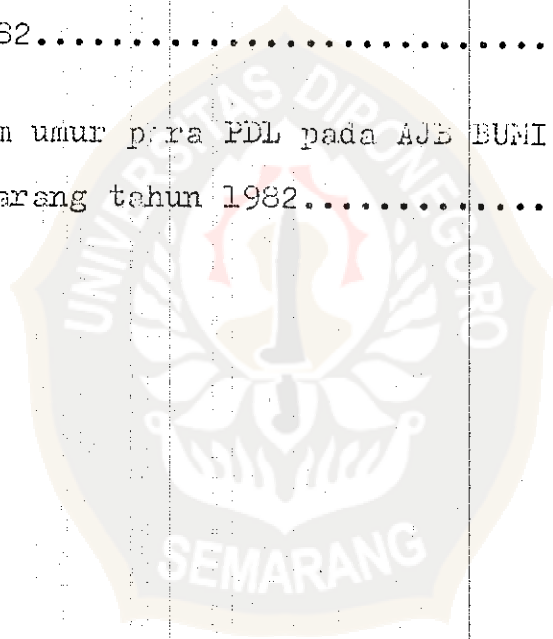 82..............................
n umur para PDL pada AJB BUMI
arang tahun 1982..............
UNIVERSITAS DIPONEGORO
SEMARANG